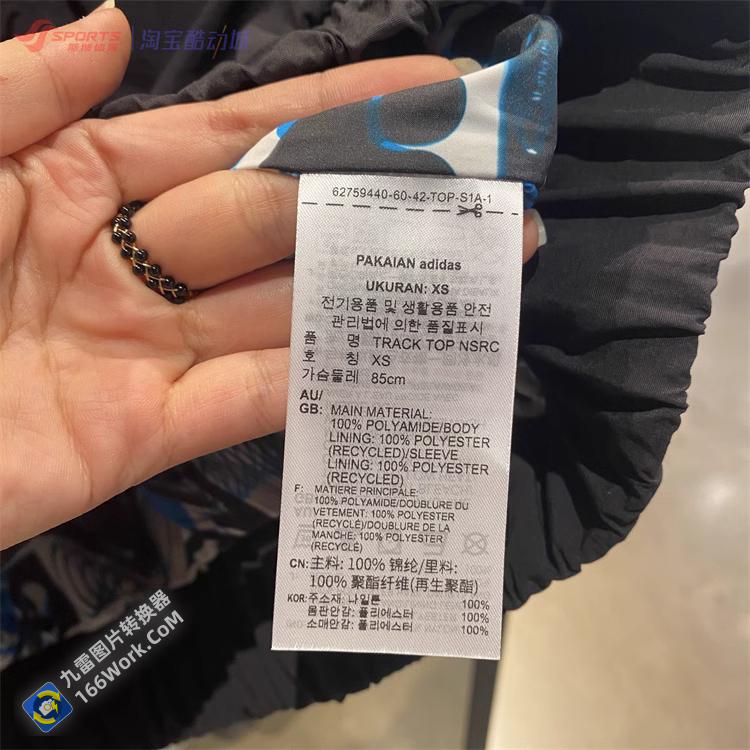 SPORTS
斯搏体育
淘宝酷动城
62759440-60-42-TOP-S1A-1
PAKAIAN adidas
UKURAN: XS
전기용품 및 생활용품 안전
관리법에 의한 품질표시
품 명 TRACK TOP NSRC
호 칭 XS
가슴둘레 85cm
AU/
GB: MAIN MATERIAL:
100% POLYAMIDE/BODY
LINING: 100% POLYESTER
(RECYCLED)/SLEEVE
LINING: 100% POLYESTER
(RECYCLED)
F: MATIERE PRINCIPALE:
100% POLYAMIDE/DOUBLURE DU
VETEMENT: 100% POLYESTER
(RECYCLÉ)/DOUBLURE DE LA
MANCHE: 100% POLYESTER
(RECYCLÉ)
CN: 主料: 100% 锦纶/里料:
100% 聚酯纤维(再生聚酯)
KOR: 주소재: 나일론 100%
몸판안감: 폴리에스터 100%
소매안감: 폴리에스터 100%
九雷图片转换器
166Work.com